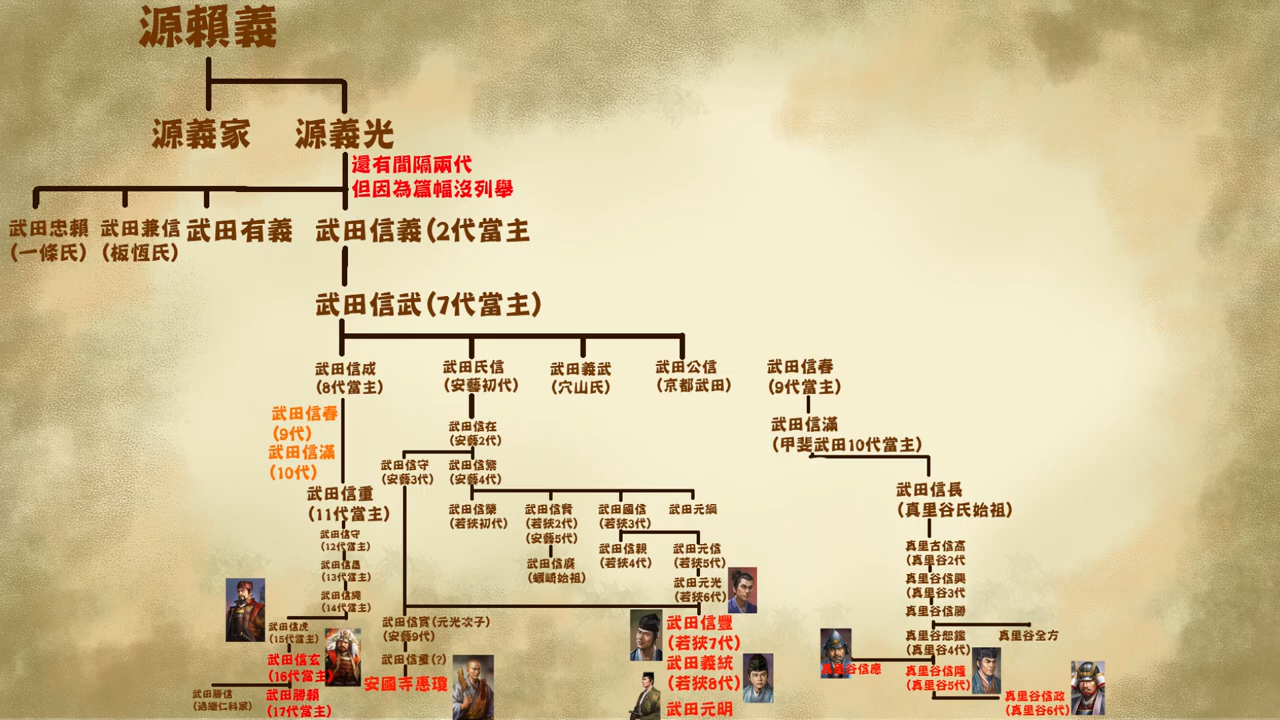 源賴義
源義家
源義光
還有間隔兩代
但因為篇幅沒列舉
武田忠賴
(一條氏)
武田兼信
(板恆氏)
武田有義
武田信義(2代當主
武田信武(7代當主)
武田信成
(8代當主)
武田氏信
(安藝初代)
武田義武
(穴山氏)
武田公信
(京都武田)
武田信春
(9代當主)
武田信滿
(甲斐武田10代當主)
武田信春
(9代)
武田信滿
(10代)
武田信在
(安藝2代)
武田信守
(安藝3代)
武田信繁
(安藝4代)
武田信重
(11代當主)
武田信榮
(若狹初代)
武田信賢
(若狹2代)
(安藝5代)
武田國信
(若狹3代)
武田元綱
武田信長
(真里谷氏始祖)
武田信守
(12代當主)
武田信廣
(蠣崎始祖)
武田信親
(若狹4代)
武田元信
(若狹5代)
武田元光
(若狹6代)
真里古信高
(真里谷2代
真里谷信興
(真里谷3代
真里谷信勝
武田信昌
(13代當主)
武田信繩
(14代當主)
武田信虎
(15代當主)
武田信玄
(16代當主)
武田勝信
(過繼仁科家)
武田勝賴
(17代當主)
武田信實(元光次子)
(安藝9代)
武田信重(?)
安國寺惠瓊
武田信豐
(若狹7代)
武田義統
(若狹8代)
武田元明
真里谷恕鑑
(真里谷4代)
真里谷全方
真里谷信應
真里谷信隆
(真里谷5代)
真里谷信政
(真里谷6代)